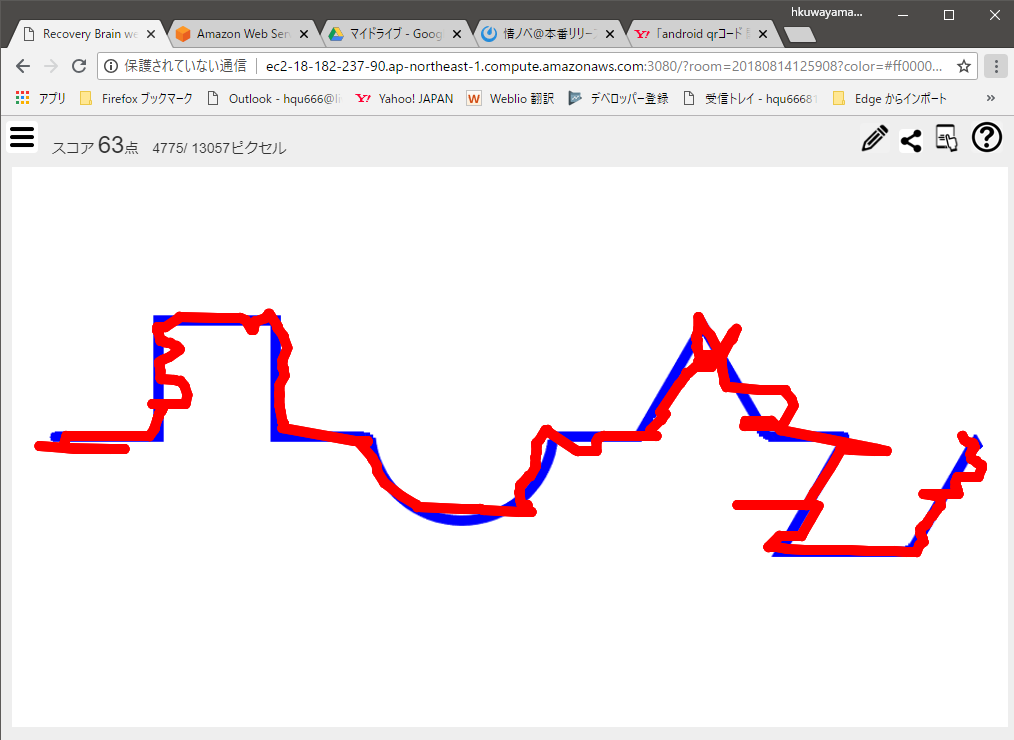 hkuwayama...
Recovery Brain we
Amazon Web Serv
マイドライブ - Goog
情ノベ@本番リリース
「android qrコード 読
保護されていない通信 ec2-18-182-237-90.ap-northeast-1.compute.amazonaws.com:3080/?room=20180814125908?color=#ff0000...
アプリ Firefox ブックマーク Outlook - hqu666@li Yahoo! JAPAN Weblio 翻訳 デベロッパー登録 受信トレイ - hqu66681 Edge からインポート »
スコア 63点 4775/ 13057ピクセル